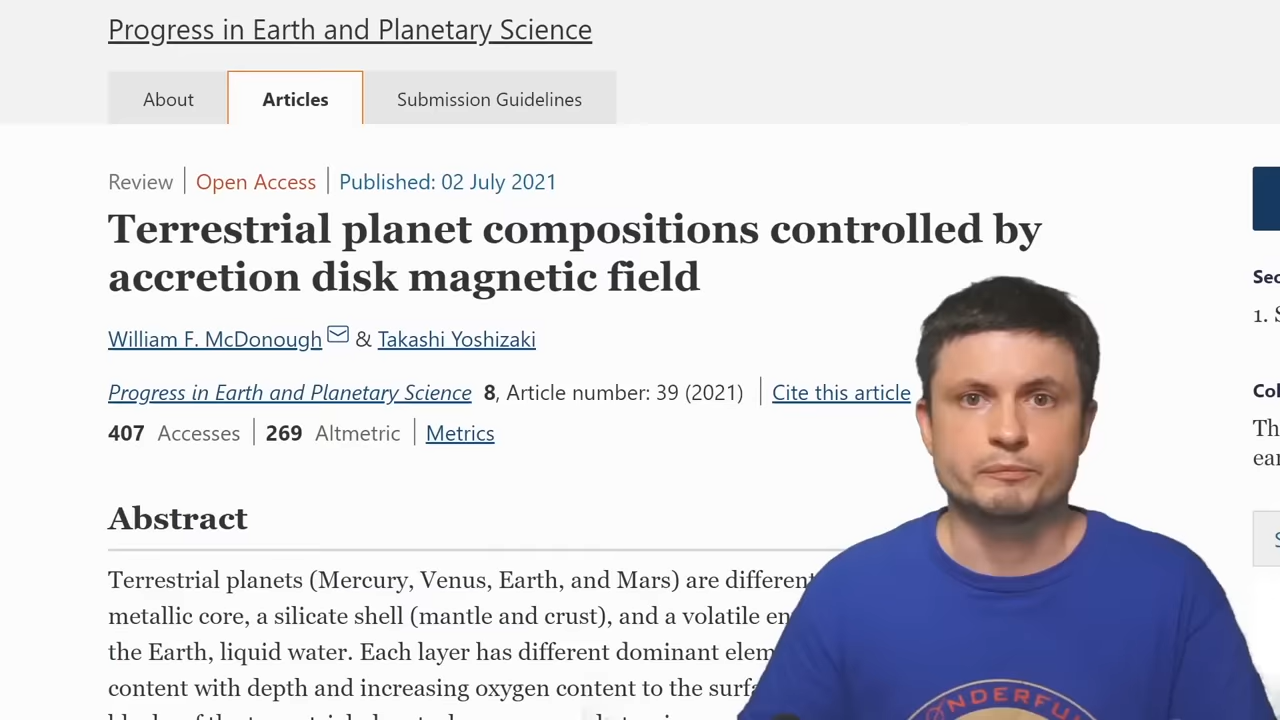 Progress in Earth and Planetary Science
About
Articles
Submission Guidelines
Review
Open Access
Published: 02 July 2021
Terrestrial planet compositions controlled by
accretion disk magnetic field
William F. McDonough & Takashi Yoshizaki
Progress in Earth and Planetary Science 8, Article number: 39 (2021)
Cite this article
407 Accesses
269 Altmetric
Metrics
Abstract
Terrestrial planets (Mercury, Venus, Earth, and Mars) are
metallic core, a silicate shell (mantle and crust), and a volatile
the Earth, liquid water. Each layer has different dominant
content with depth and increasing oxygen content to the
1.